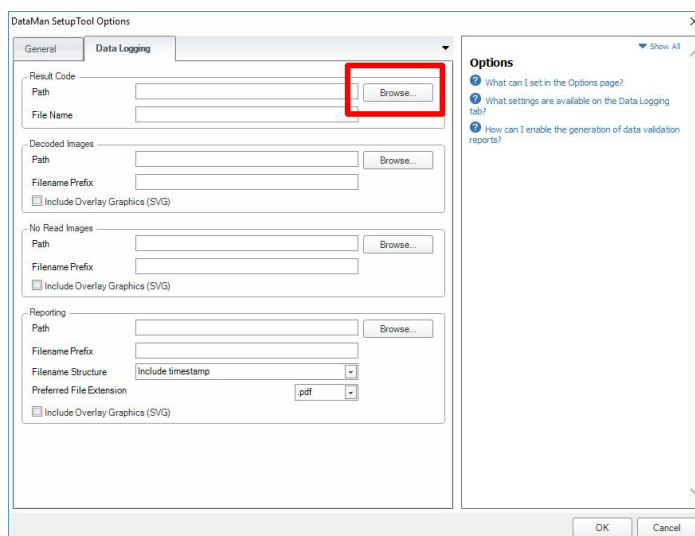 DataMan SetupTool Options
General
Data Logging
Result Code
Path
Browse...
File Name
Decoded Images
Path
Browse...
Filename Prefix
Include Overlay Graphics (SVG)
No Read Images
Path
Browse...
Filename Prefix
Include Overlay Graphics (SVG)
Reporting
Path
Browse...
Filename Prefix
Filename Structure
Include timestamp
Preferred File Extension
.pdf
Include Overlay Graphics (SVG)
Show All
Options
What can I set in the Options page?
What settings are available on the Data Logging
tab?
How can I enable the generation of data validation
reports?
OK
Cancel